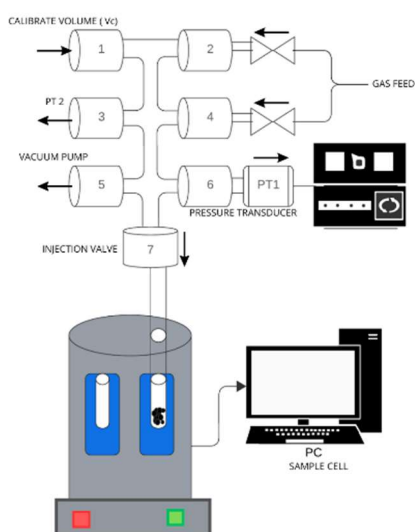 CALIBRATE VOLUME ( Vc)
1
2
GAS FEED
PT 2
3
4
VACUUM PUMP
5
6
PT1
PRESSURE TRANSDUCER
INJECTION VALVE
7
PC
SAMPLE CELL